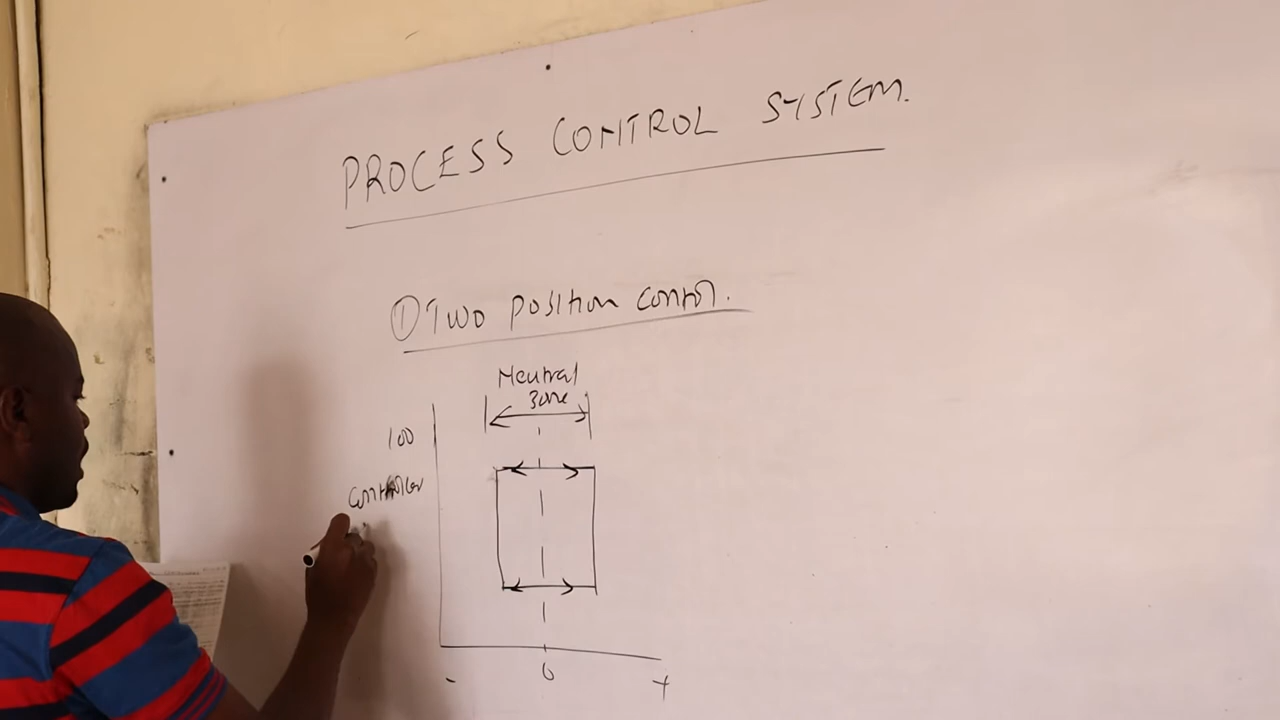 PROCESS CONTROL SYSTEM.
① Two position control.
Neutral
Zone
100
Controller
- 0 +